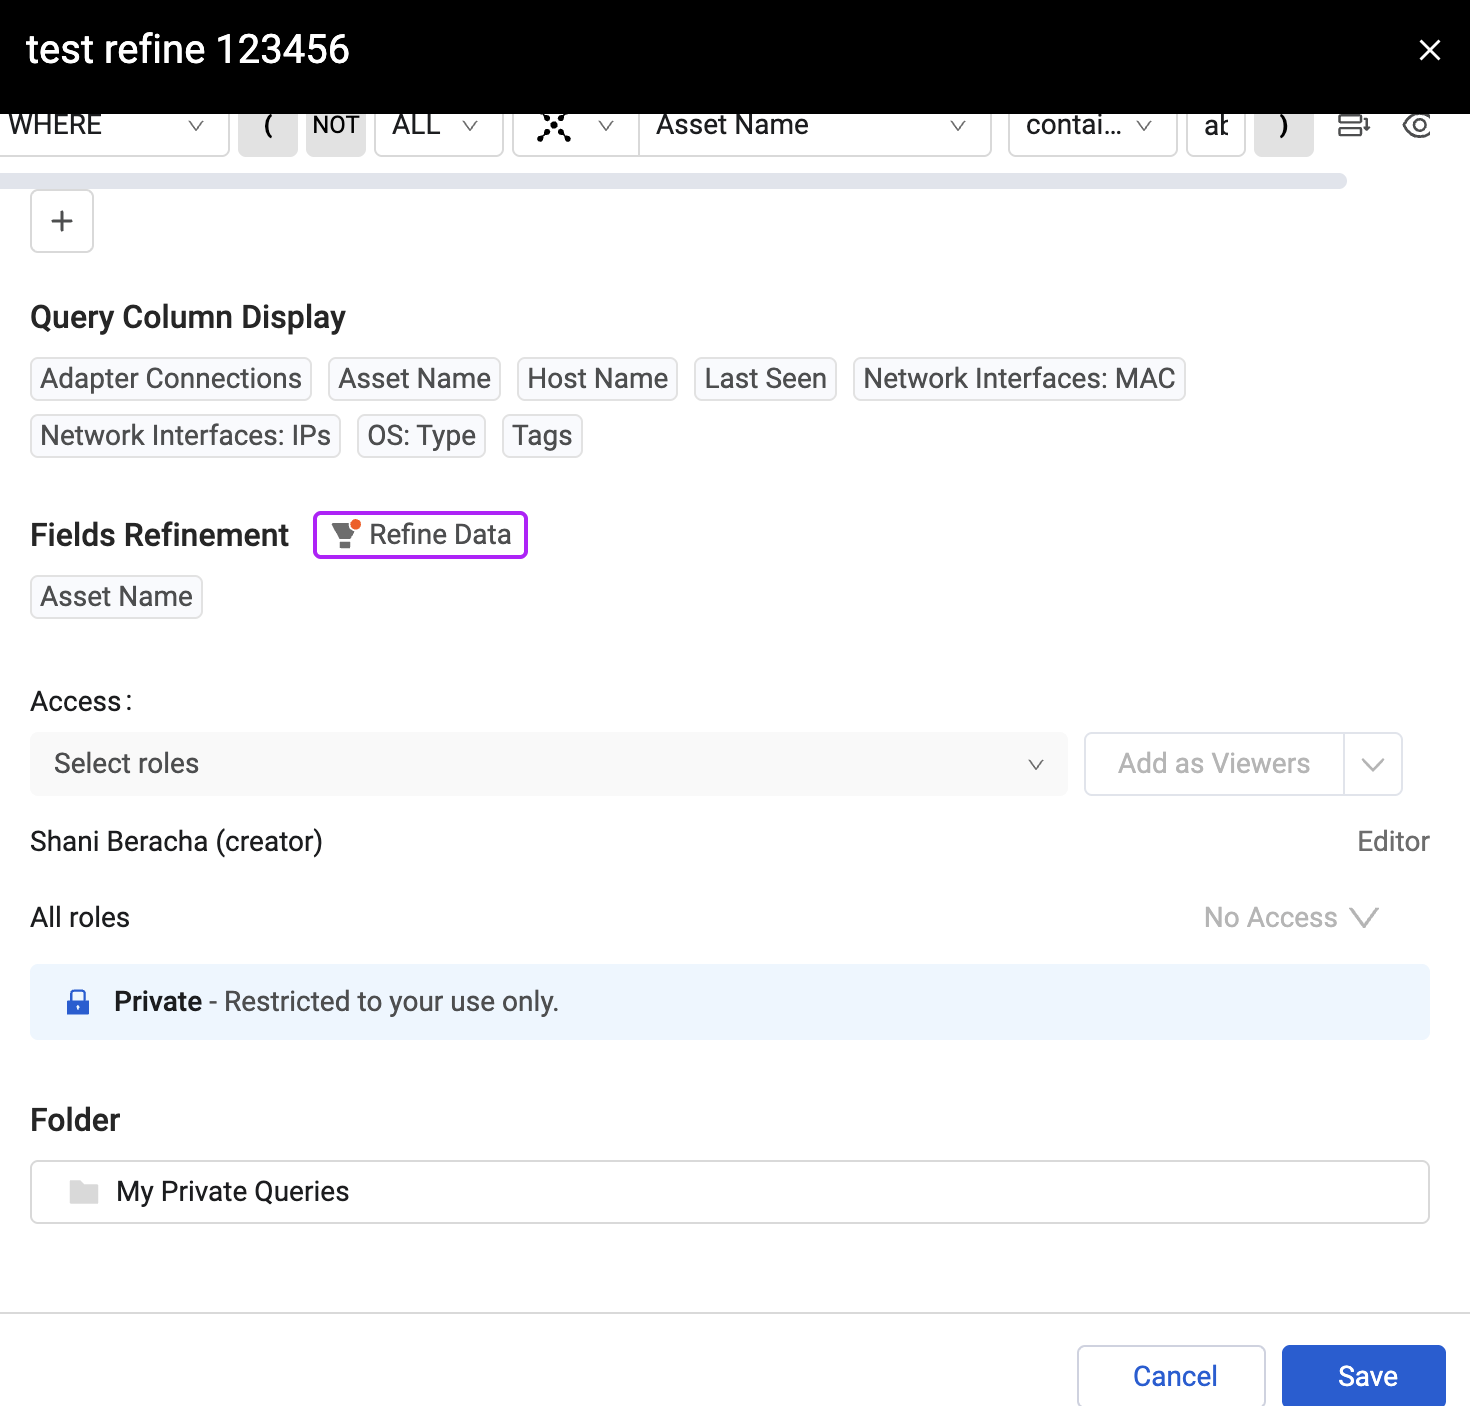 test refine 123456
WHERE ( NOT ALL Asset Name contai... ab )
+
Query Column Display
Adapter Connections Asset Name Host Name Last Seen Network Interfaces: MAC
Network Interfaces: IPs OS: Type Tags
Fields Refinement Refine Data
Asset Name
Access:
Select roles Add as Viewers
Shani Beracha (creator) Editor
All roles No Access
Private - Restricted to your use only.
Folder
My Private Queries
Cancel Save